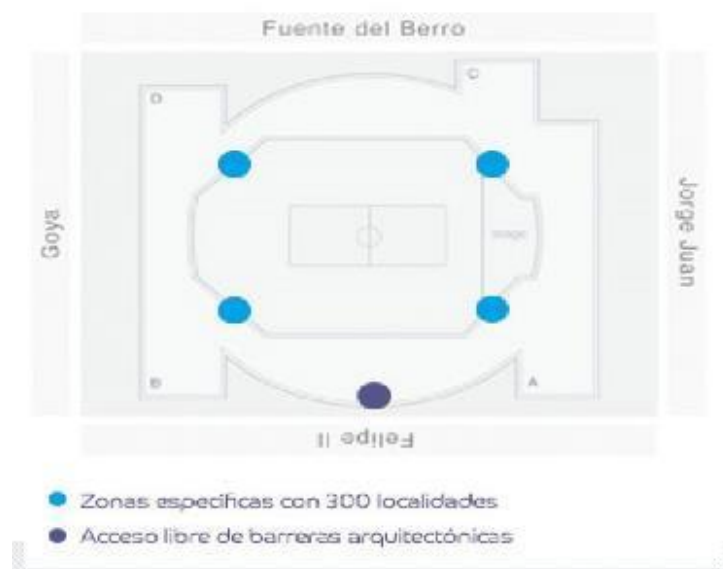 Fuente del Berro
C
D
Goya
Jorge Juan
B
A
Felipe II
Zonas específicas con 300 localidades
Acceso libre de barreras arquitectónicas